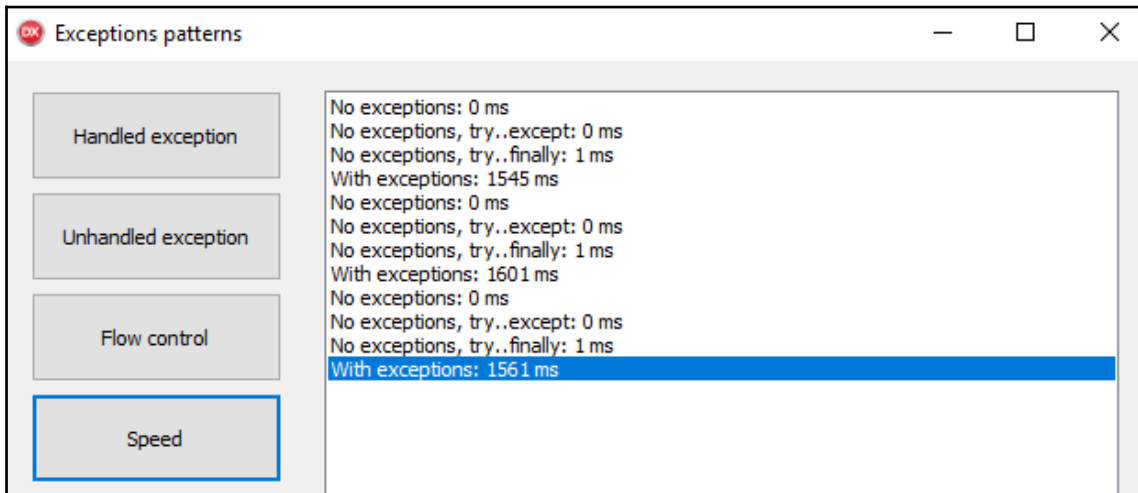 DX Exceptions patterns
Handled exception
Unhandled exception
Flow control
Speed
No exceptions: 0 ms
No exceptions, try..except: 0 ms
No exceptions, try..finally: 1 ms
With exceptions: 1545 ms
No exceptions: 0 ms
No exceptions, try..except: 0 ms
No exceptions, try..finally: 1 ms
With exceptions: 1601 ms
No exceptions: 0 ms
No exceptions, try..except: 0 ms
No exceptions, try..finally: 1 ms
With exceptions: 1561 ms